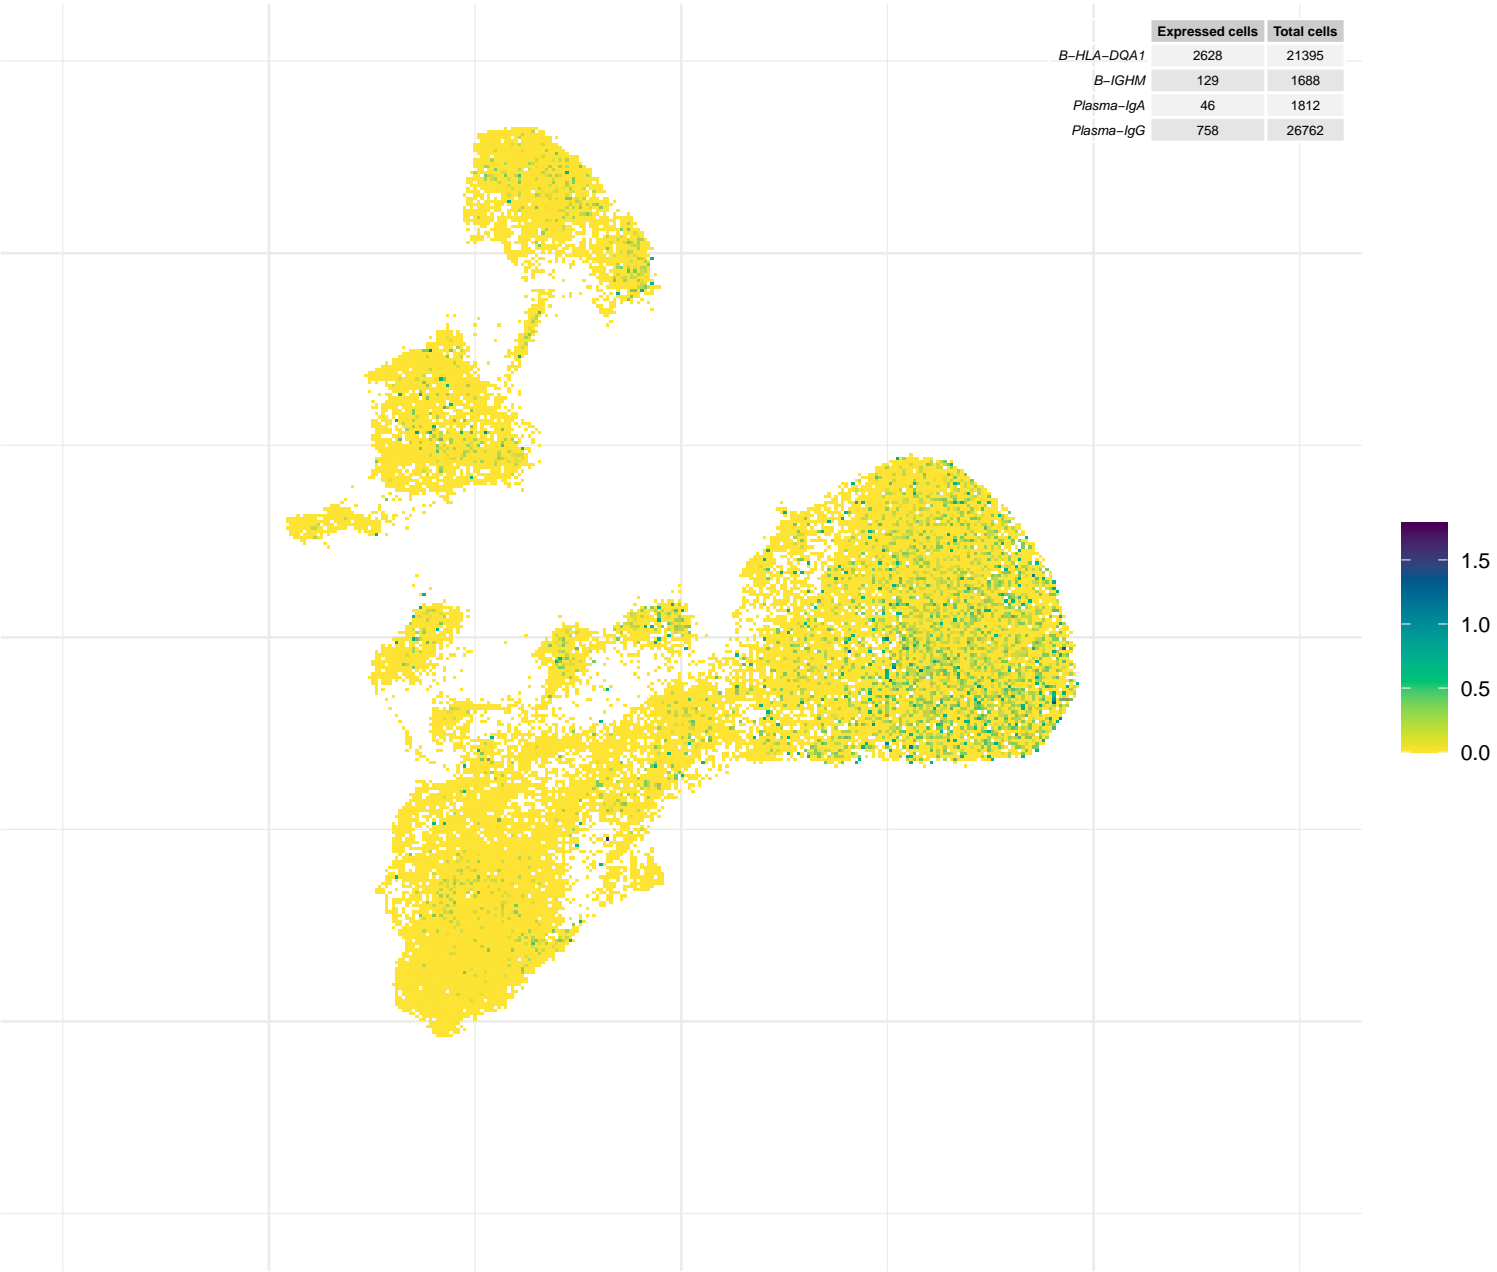 Expressed cells Total cells
B−HLA−DQA1 2628 21395
B−IGHM 129 1688
Plasma−IgA 46 1812
Plasma−IgG 758 26762
1.5
1.0
0.5
0.0